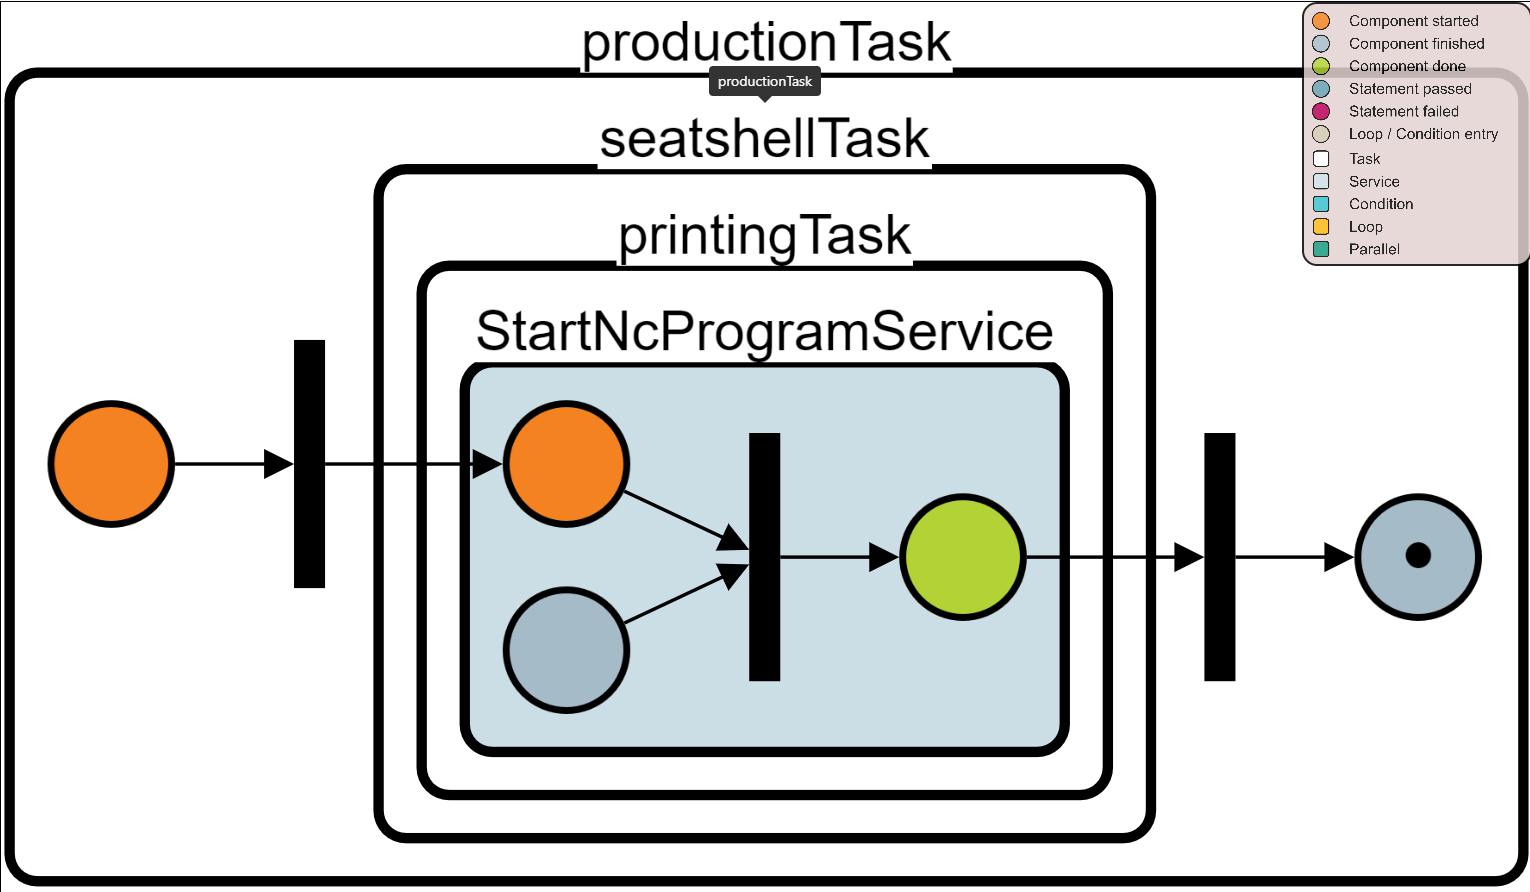 productionTask
productionTask
seatshellTask
printingTask
StartNcProgramService
Component started
Component finished
Component done
Statement passed
Statement failed
Loop / Condition entry
Task
Service
Condition
Loop
Parallel